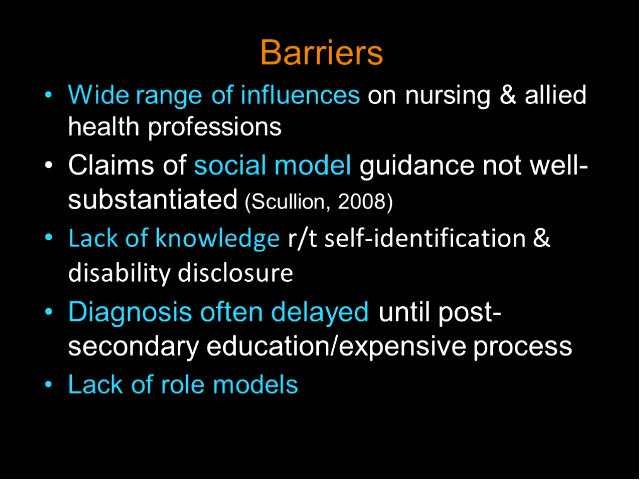 Barriers
• Wide range of influences on nursing & allied
health professions
• Claims of social model guidance not well-
substantiated (Scullion, 2008)
• Lack of knowledge r/t self-identification &
disability disclosure
• Diagnosis often delayed until post-
secondary education/expensive process
• Lack of role models